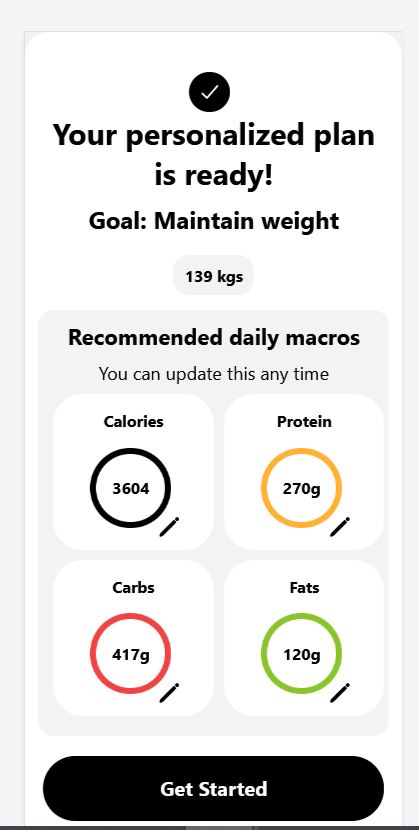 Your personalized plan
is ready!
Goal: Maintain weight
139 kgs
Recommended daily macros
You can update this any time
Calories
Protein
3604
270g
Carbs
Fats
417g
120g
Get Started